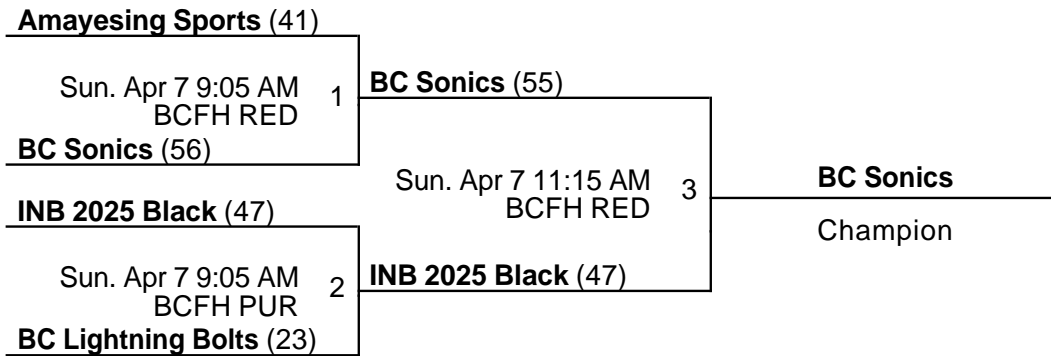 Amayesing Sports (41)
Sun. Apr 7 9:05 AM
BCFH RED
1
BC Sonics (56)
INB 2025 Black (47)
Sun. Apr 7 9:05 AM
BCFH PUR
2
BC Lightning Bolts (23)
BC Sonics (55)
Sun. Apr 7 11:15 AM
BCFH RED
3
INB 2025 Black (47)
BC Sonics
Champion